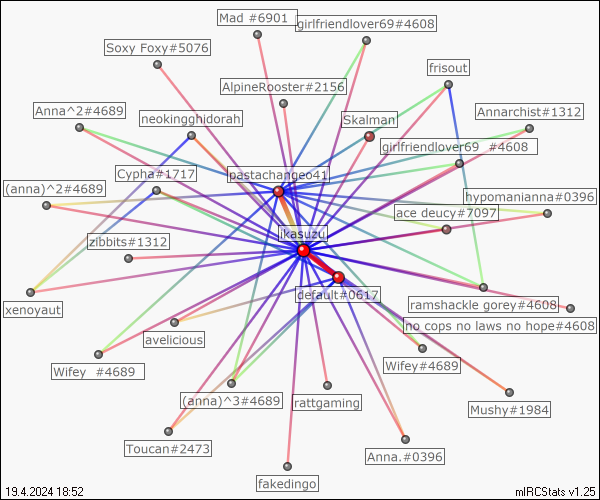 Mad #6901
girlfriendlover69#4608
Soxy Foxy#5076
frisout
AlpineRooster#2156
Anna^2#4689
neokingghidorah
Skalman
Annarchist#1312
girlfriendlover69 #4608
Cypha#1717
pastachangeo41
(anna)^2#4689
hypomanianna#0396
ace deucy#7097
ikasuzu
zibbits#1312
default#0617
xenoyaut
ramshackle gorey#4608
no cops no laws no hope#4608
avelicious
Wifey #4689
Wifey#4689
(anna)^3#4689
rattgaming
Mushy#1984
Toucan#2473
Anna.#0396
fakedingo
19.4.2024 18:52
mIRCStats v1.25